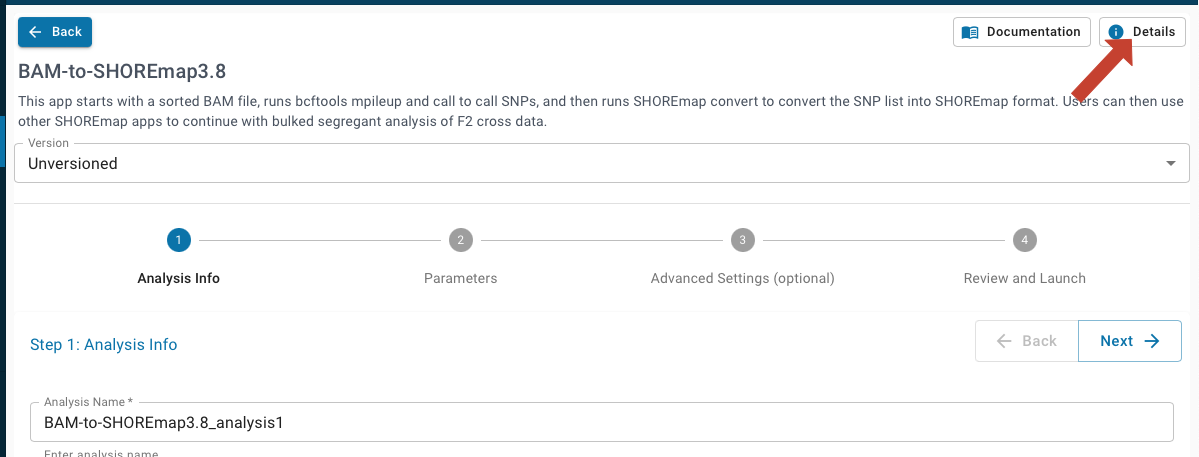 Back
Documentation
Details
BAM-to-SHOREmap3.8
This app starts with a sorted BAM file, runs bcftools mpileup and call to call SNPs, and then runs SHOREmap convert to convert the SNP list into SHOREmap format. Users can then use
other SHOREmap apps to continue with bulked segregant analysis of F2 cross data.
Version
Unversioned
1
2
3
4
Analysis Info
Parameters
Advanced Settings (optional)
Review and Launch
Step 1: Analysis Info
Back
Next
Analysis Name *
BAM-to-SHOREmap3.8_analysis1
Enter analysis name